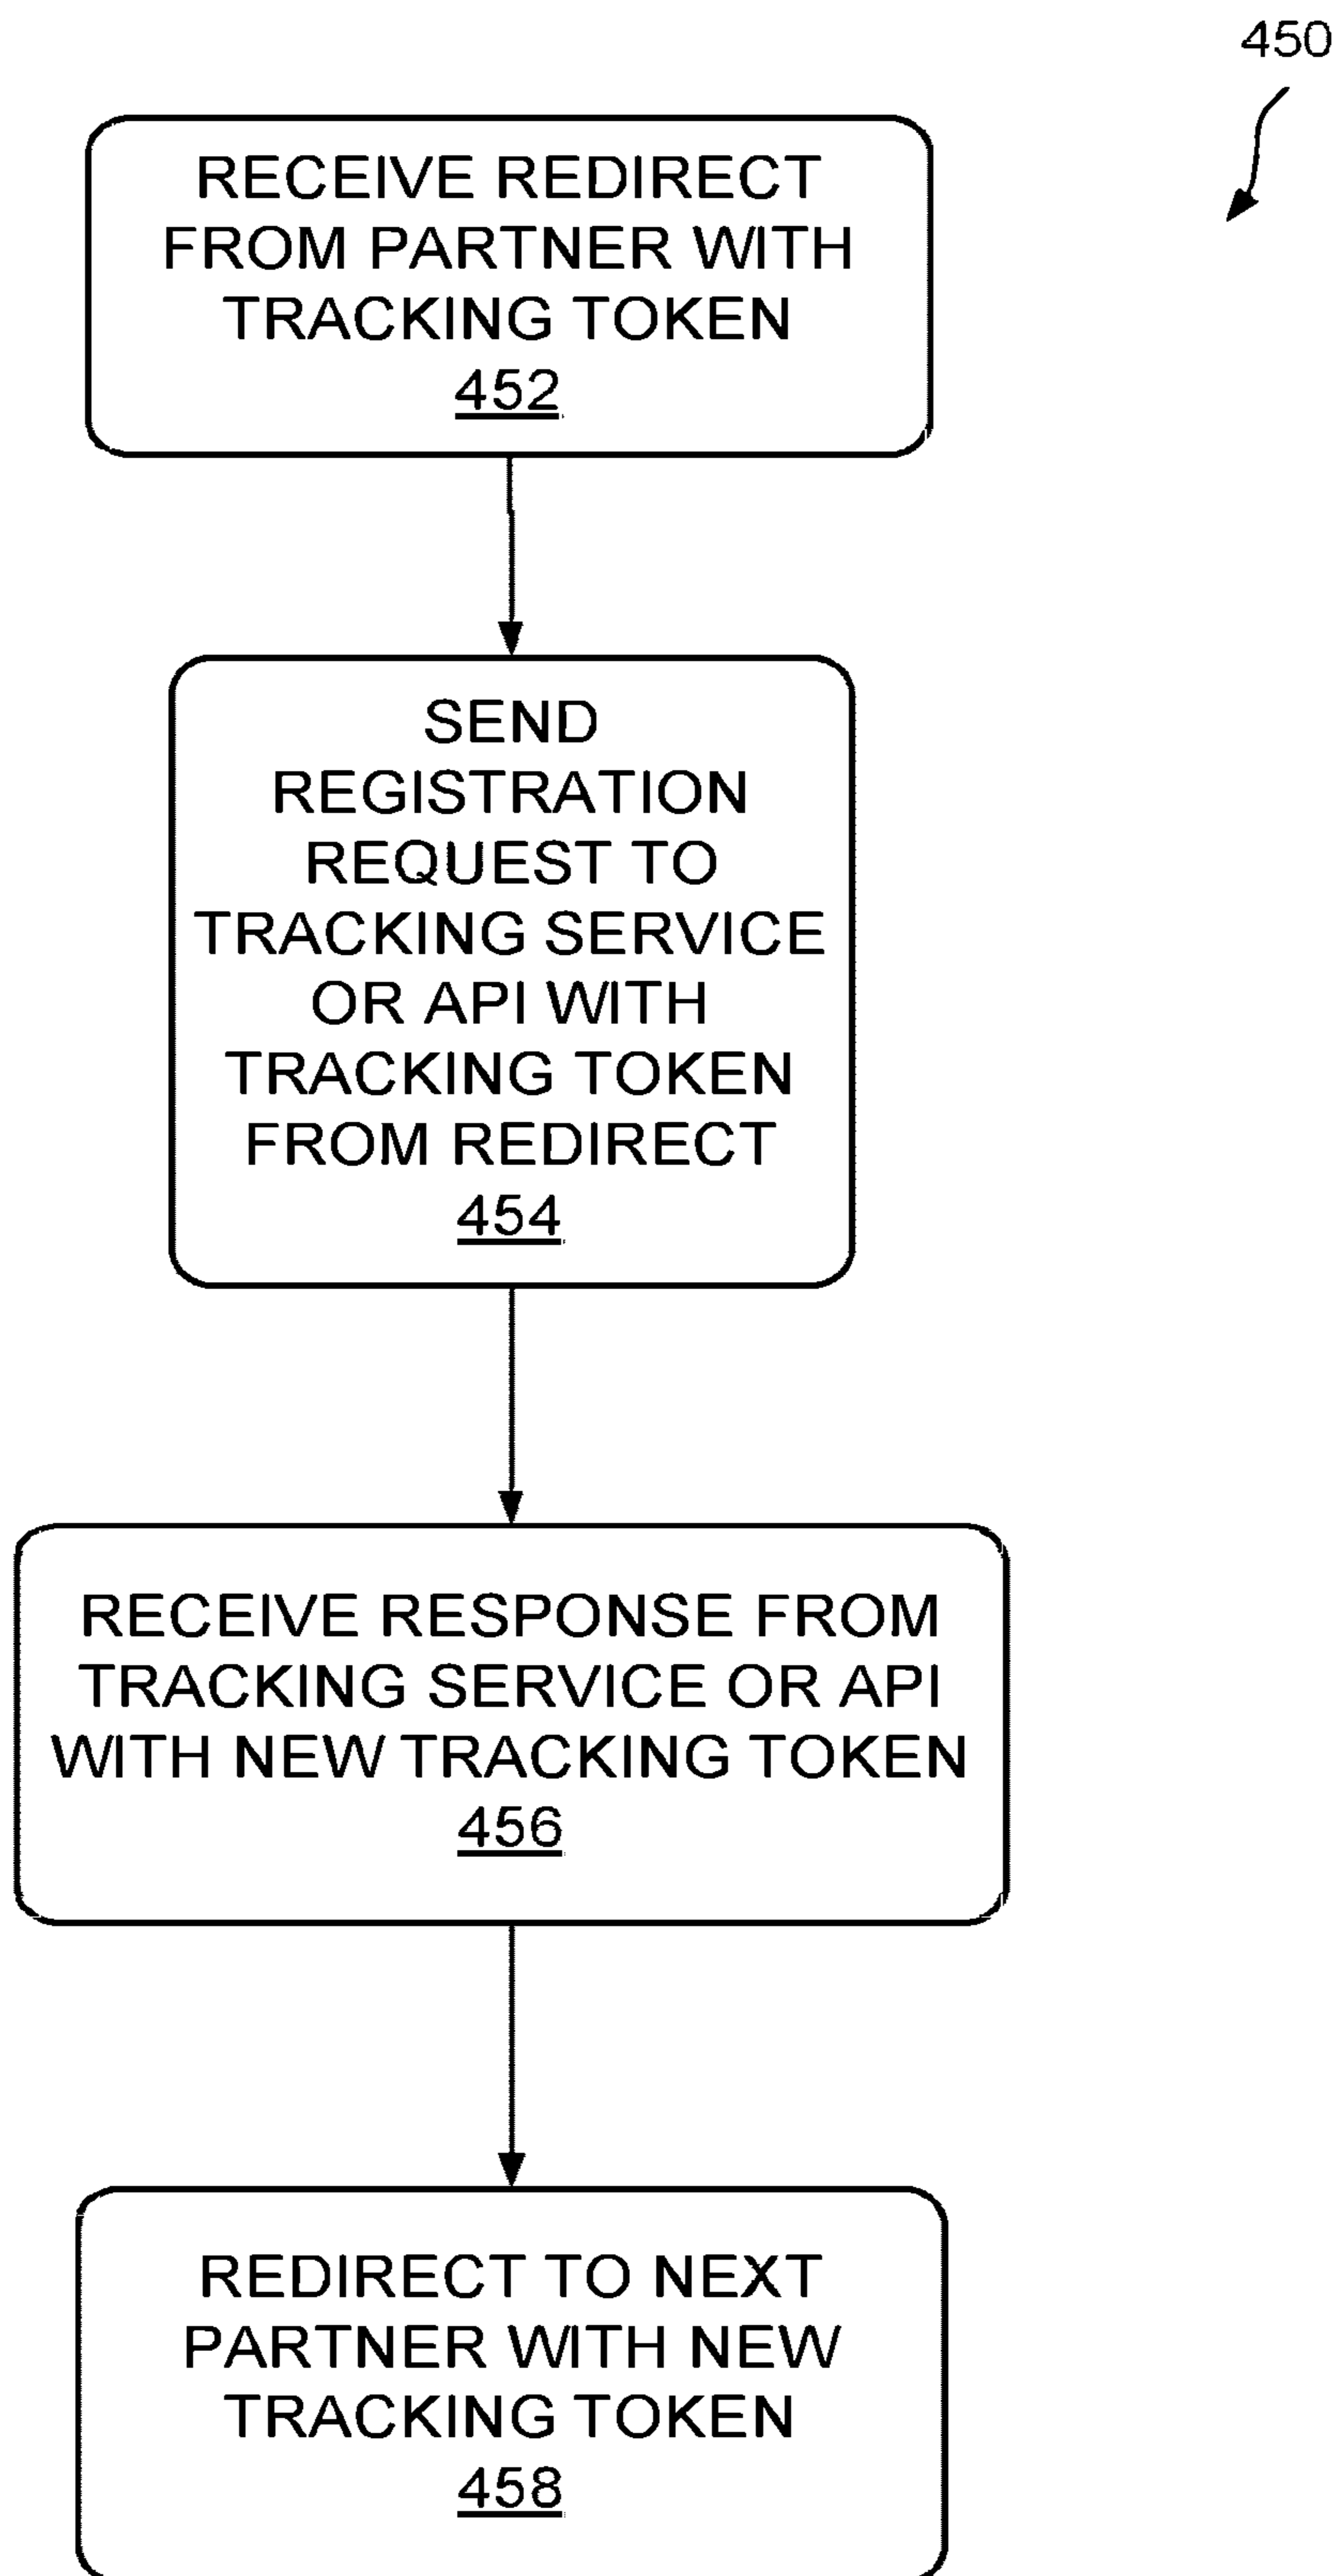 450
RECEIVE REDIRECT
FROM PARTNER WITH
TRACKING TOKEN
452
SEND
REGISTRATION
REQUEST TO
TRACKING SERVICE
OR API WITH
TRACKING TOKEN
FROM REDIRECT
454
RECEIVE RESPONSE FROM
TRACKING SERVICE OR API
WITH NEW TRACKING TOKEN
456
REDIRECT TO NEXT
PARTNER WITH NEW
TRACKING TOKEN
458